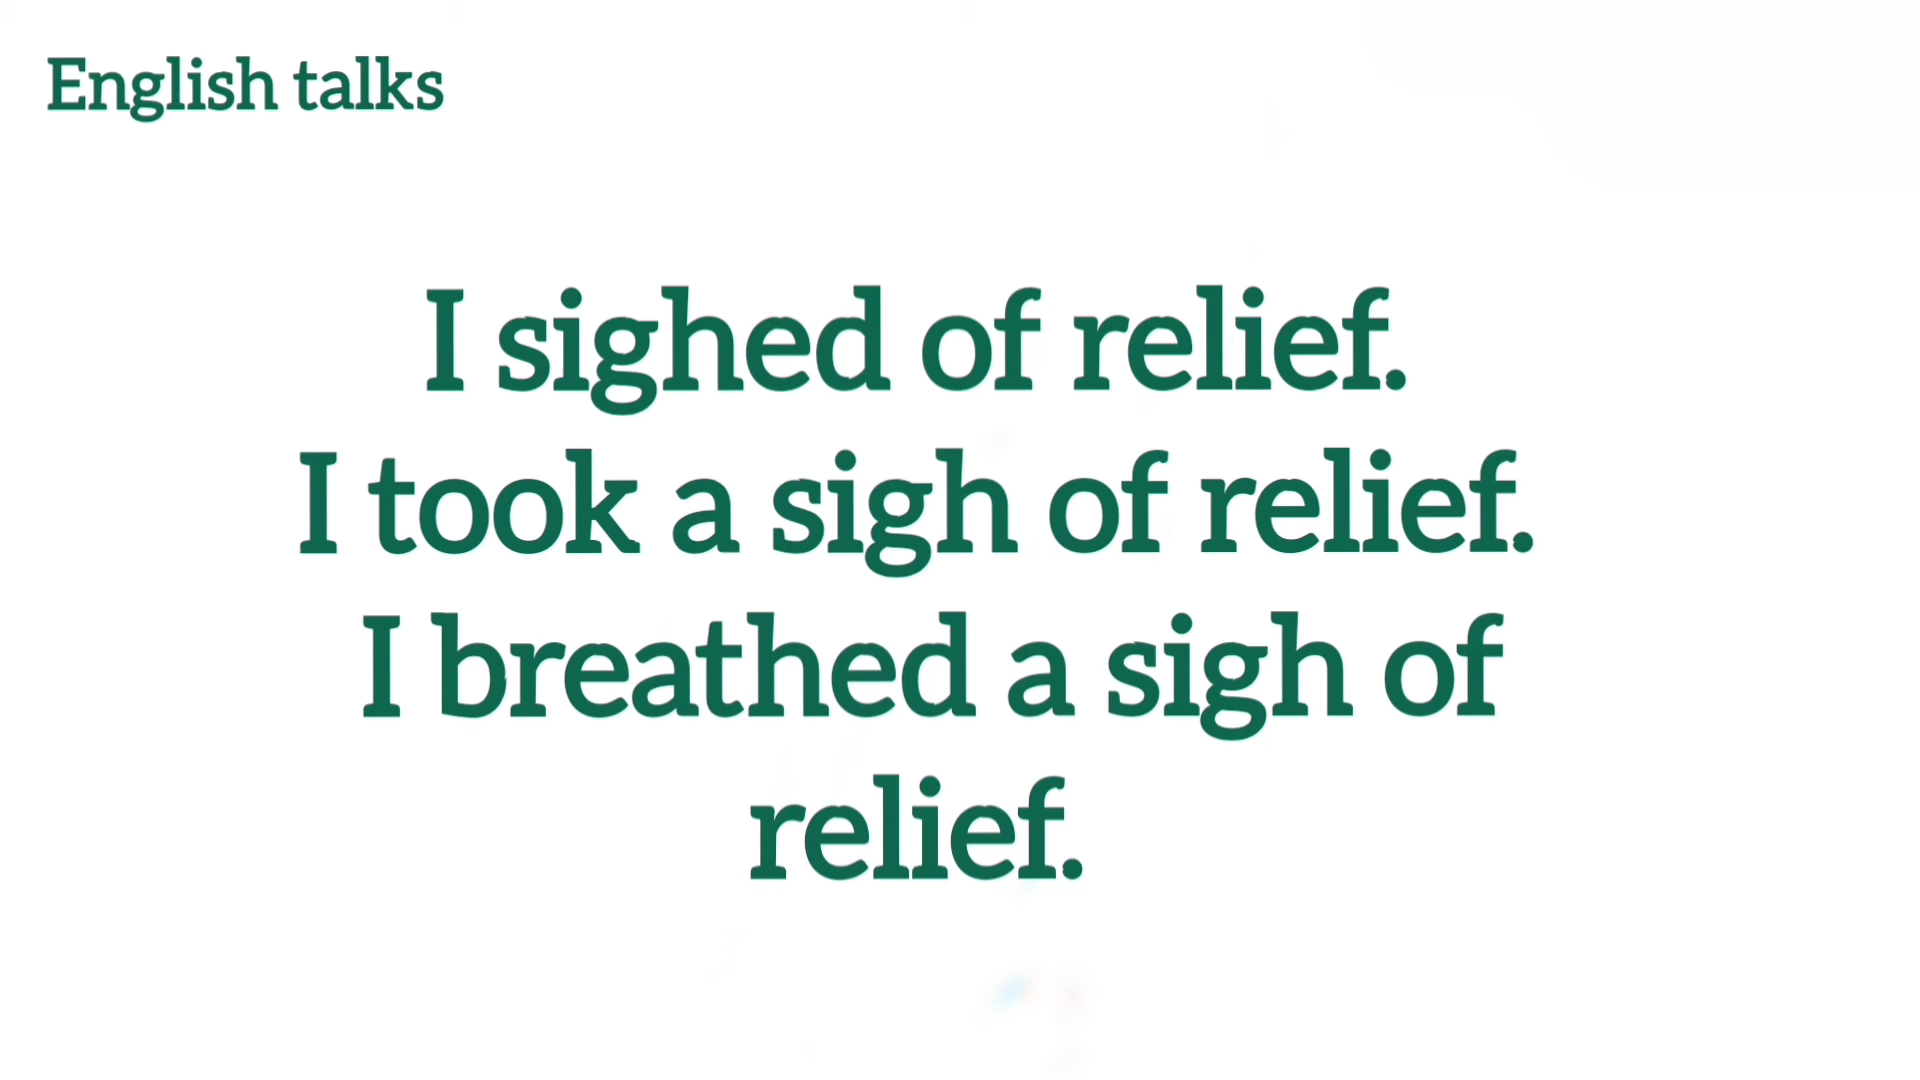 English talks
I sighed of relief.
I took a sigh of relief.
I breathed a sigh of
relief.